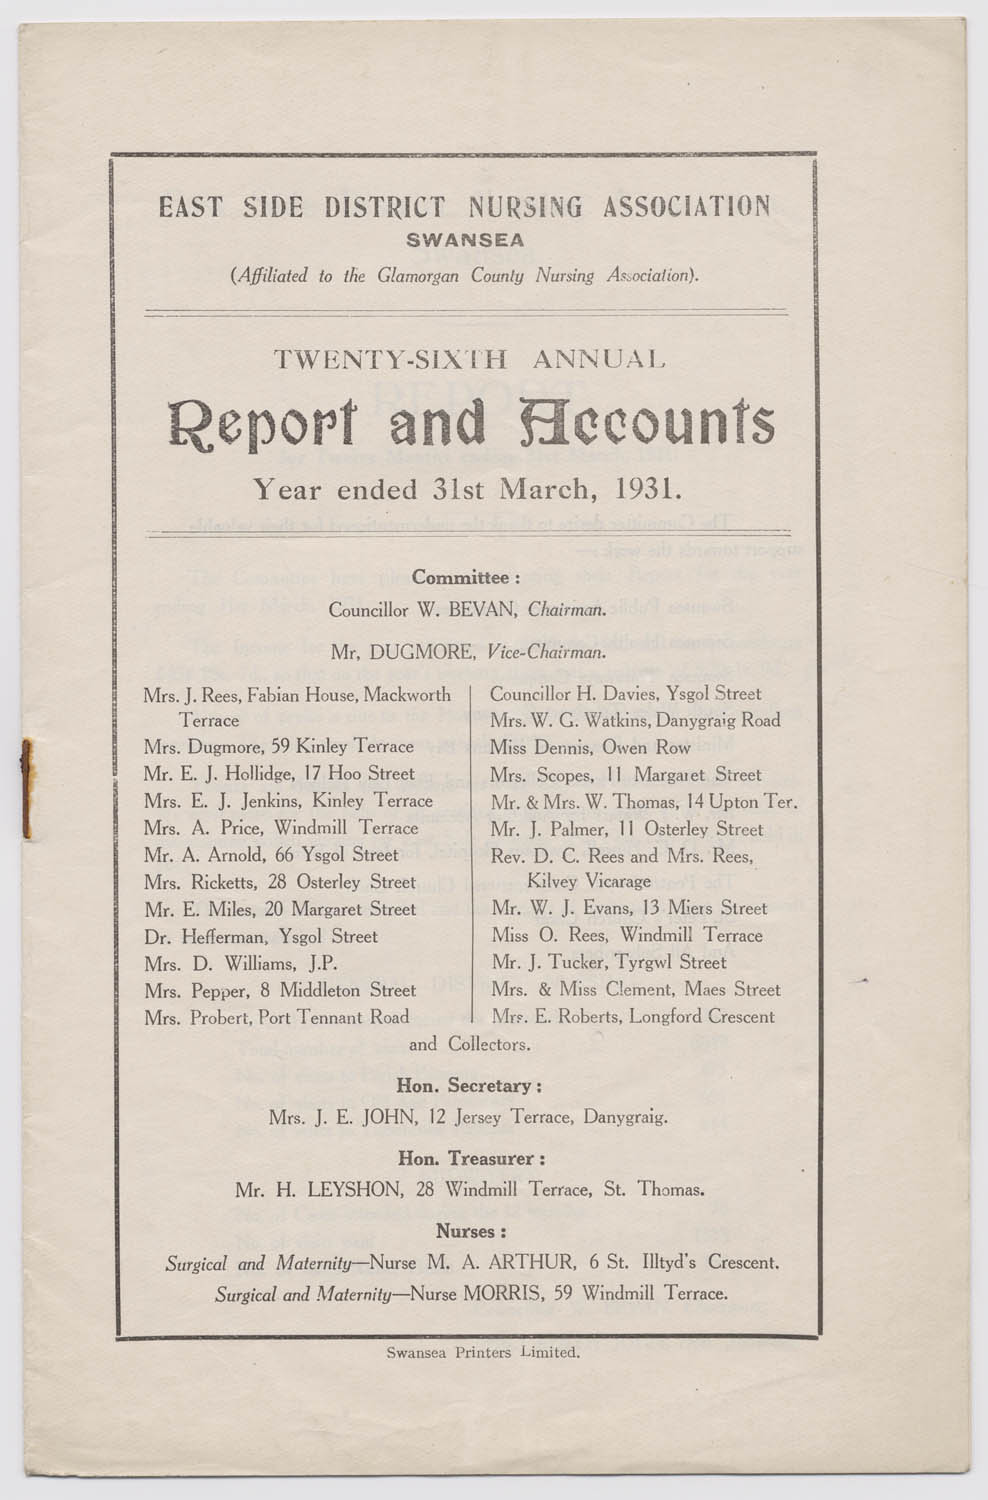 EAST SIDE DISTRICT NURSING ASSOCIATION
SWANSEA
(Affiliated to the Glamorgan County Nursing Association).
TWENTY-SIXTH ANNUAL
Report and Accounts
Year ended 31st March, 1931.
Committee :
Councillor W. BEVAN, Chairman.
Mr, DUGMORE, Vice-Chairman.
Mrs. J. Rees, Fabian House, Mackworth
Terrace
Mrs. Dugmore, 59 Kinley Terrace
Mr. E. J. Hollidge, 17 Hoo Street
Mrs. E. J. Jenkins, Kinley Terrace
Mrs. A. Price, Windmill Terrace
Mr. A. Arnold, 66 Ysgol Street
Mrs. Ricketts, 28 Osterley Street
Mr. E. Miles, 20 Margaret Street
Dr. Hefferman, Ysgol Street
Mrs. D. Williams, J.P.
Mrs. Pepper, 8 Middleton Street
Mrs. Probert, Port Tennant Road
Councillor H. Davies, Ysgol Street
Mrs. W. G. Watkins, Danygraig Road
Miss Dennis, Owen Row
Mrs. Scopes, 11 Margaret Street
Mr. & Mrs. W. Thomas, 14 Upton Ter.
Mr. J. Palmer, 11 Osterley Street
Rev. D. C. Rees and Mrs. Rees,
Kilvey Vicarage
Mr. W. J. Evans, 13 Miers Street
Miss O. Rees, Windmill Terrace
Mr. J. Tucker, Tyrgwl Street
Mrs. & Miss Clement, Maes Street
Mrs. E. Roberts, Longford Crescent
and Collectors.
Hon. Secretary :
Mrs. J. E. JOHN, 12 Jersey Terrace, Danygraig.
Hon. Treasurer :
Mr. H. LEYSHON, 28 Windmill Terrace, St. Thomas.
Nurses :
Surgical and Maternity—Nurse M. A. ARTHUR, 6 St. Illtyd's Crescent.
Surgical and Maternity—Nurse MORRIS, 59 Windmill Terrace.
Swansea Printers Limited.